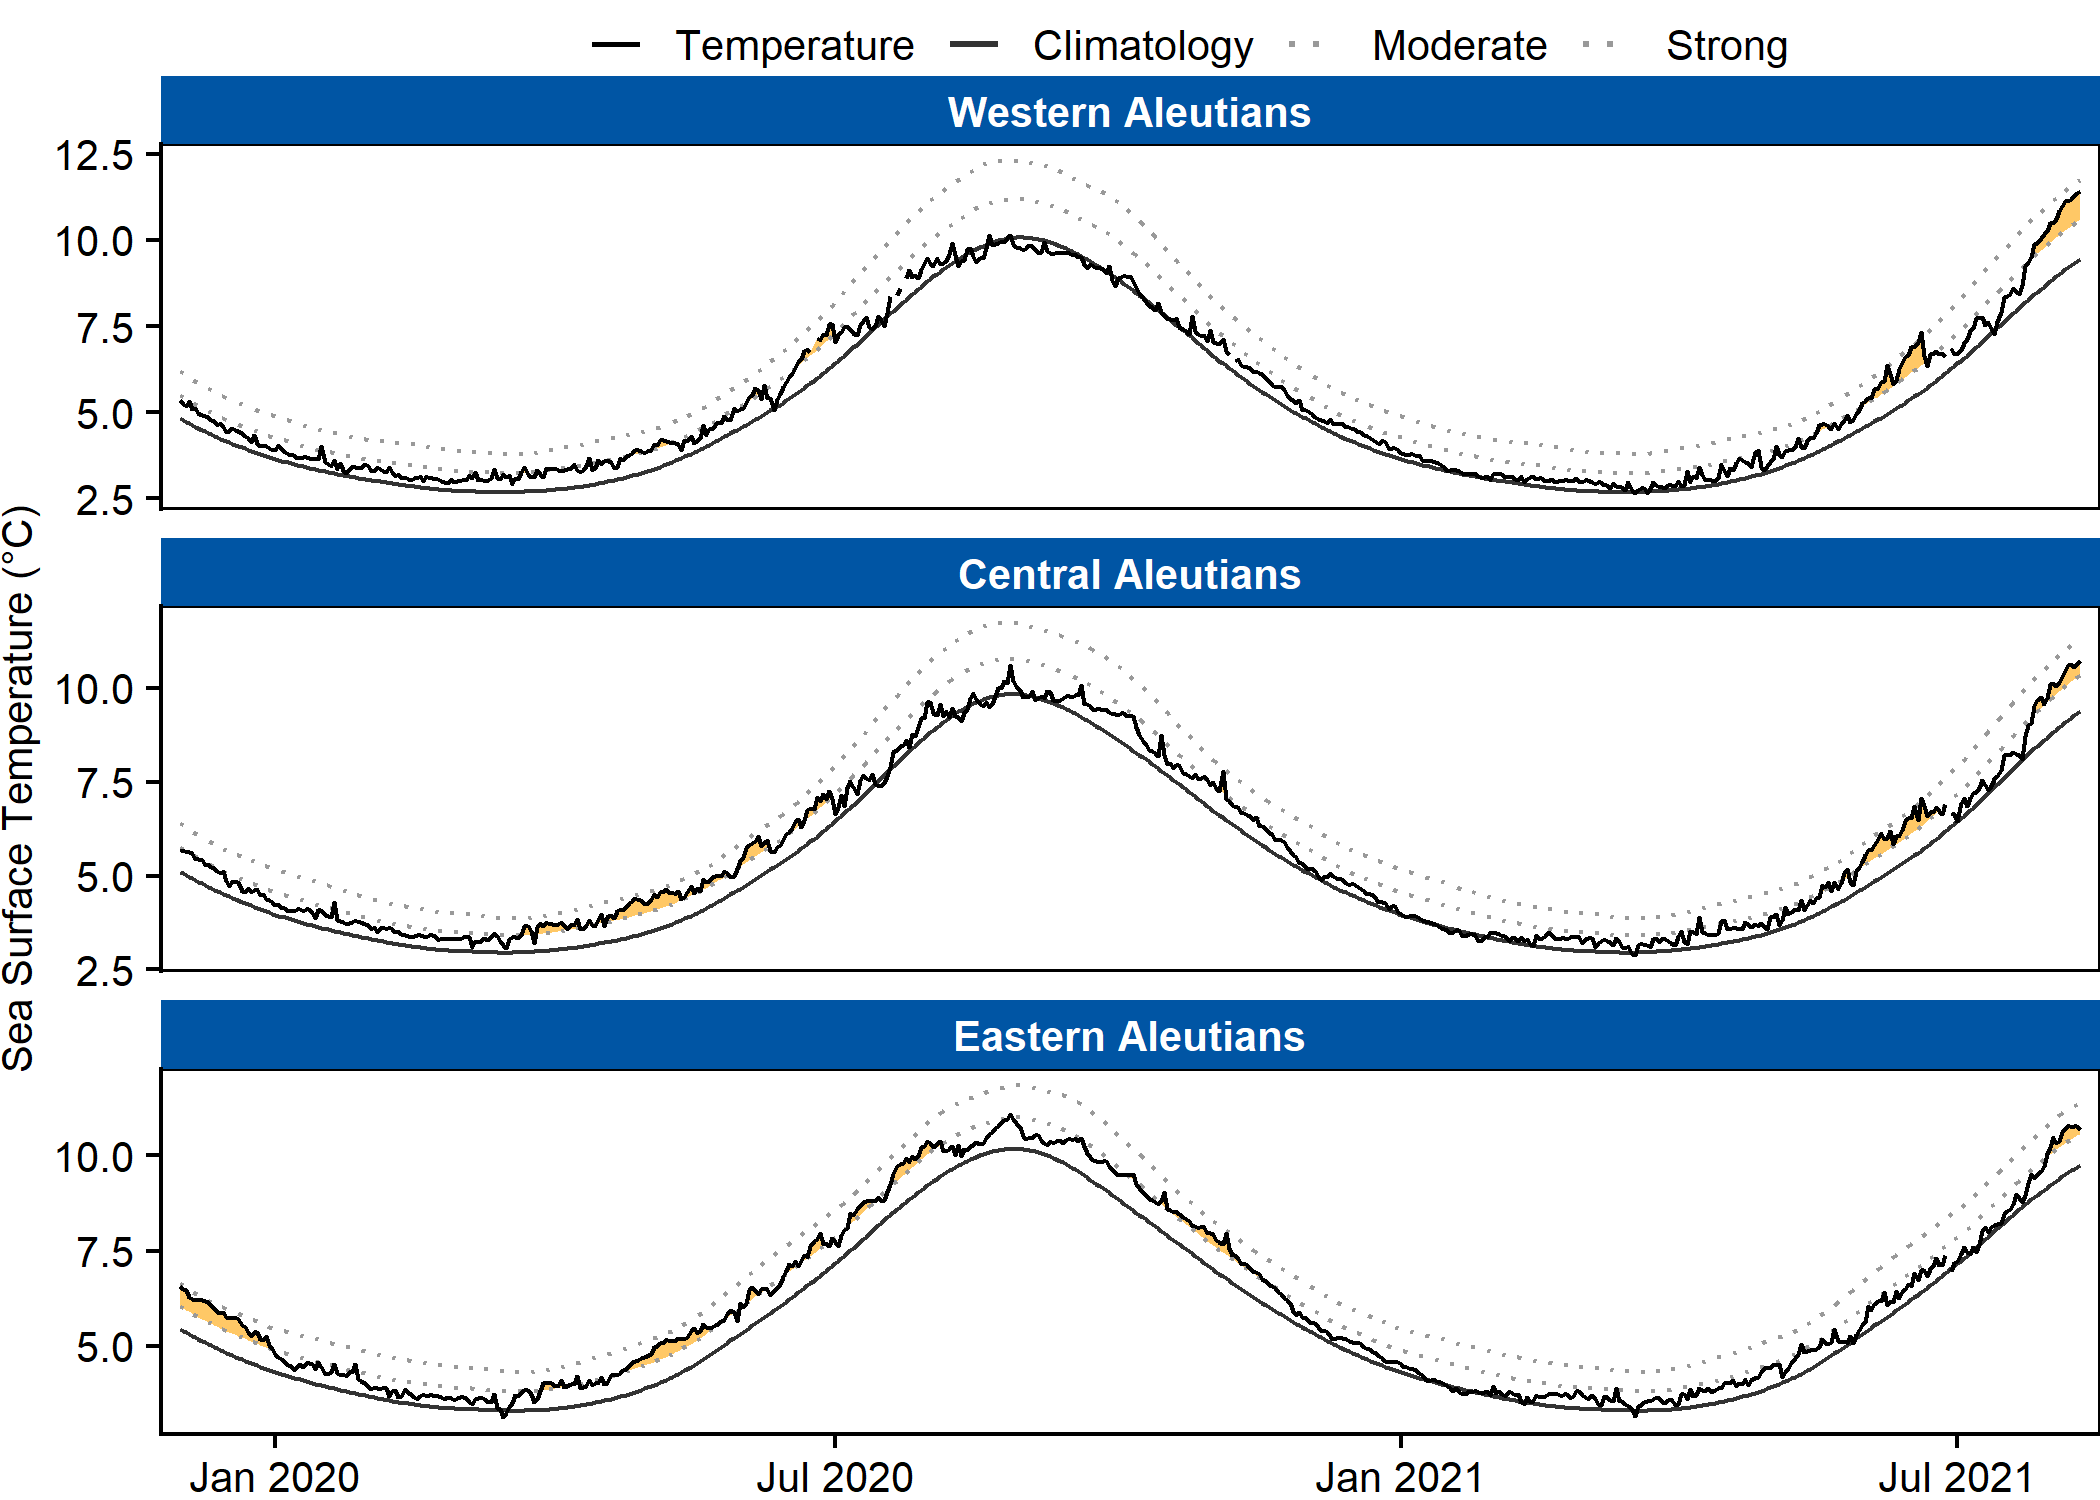 Temperature Climatology Moderate Strong
Western Aleutians
12.5
10.0
7.5
5.0
2.5
Central Aleutians
10.0
7.5
5.0
2.5
Eastern Aleutians
10.0
7.5
5.0
Sea Surface Temperature (°C)
Jan 2020 Jul 2020 Jan 2021 Jul 2021